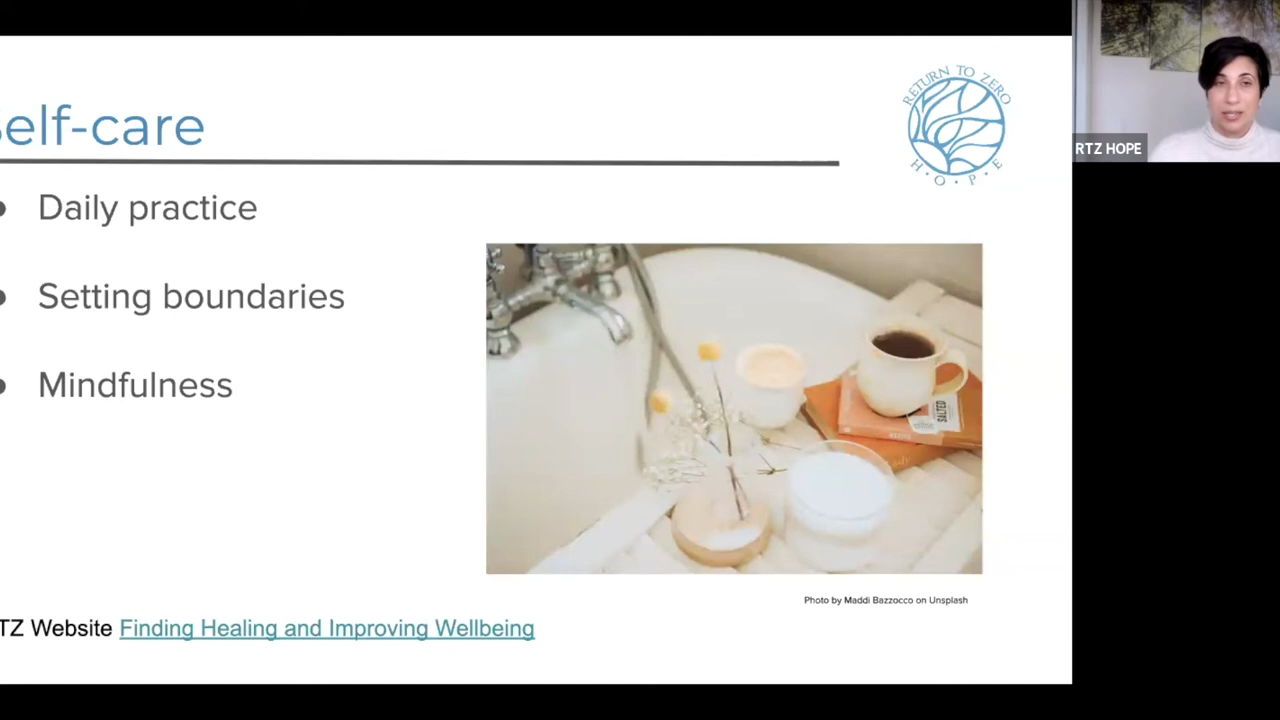 elf-care
RETURN TO ZERO
H·O·P·E
RTZ HOPE
• Daily practice
• Setting boundaries
• Mindfulness
SALTED
Photo by Maddi Bazzocco on Unsplash
TZ Website Finding Healing and Improving Wellbeing